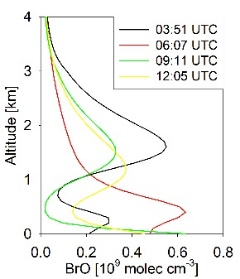 4
3
2
1
0
Altitude [km]
03:51 UTC
06:07 UTC
09:11 UTC
12:05 UTC
0.0 0.2 0.4 0.6 0.8
BrO [10⁹ molec cm⁻³]